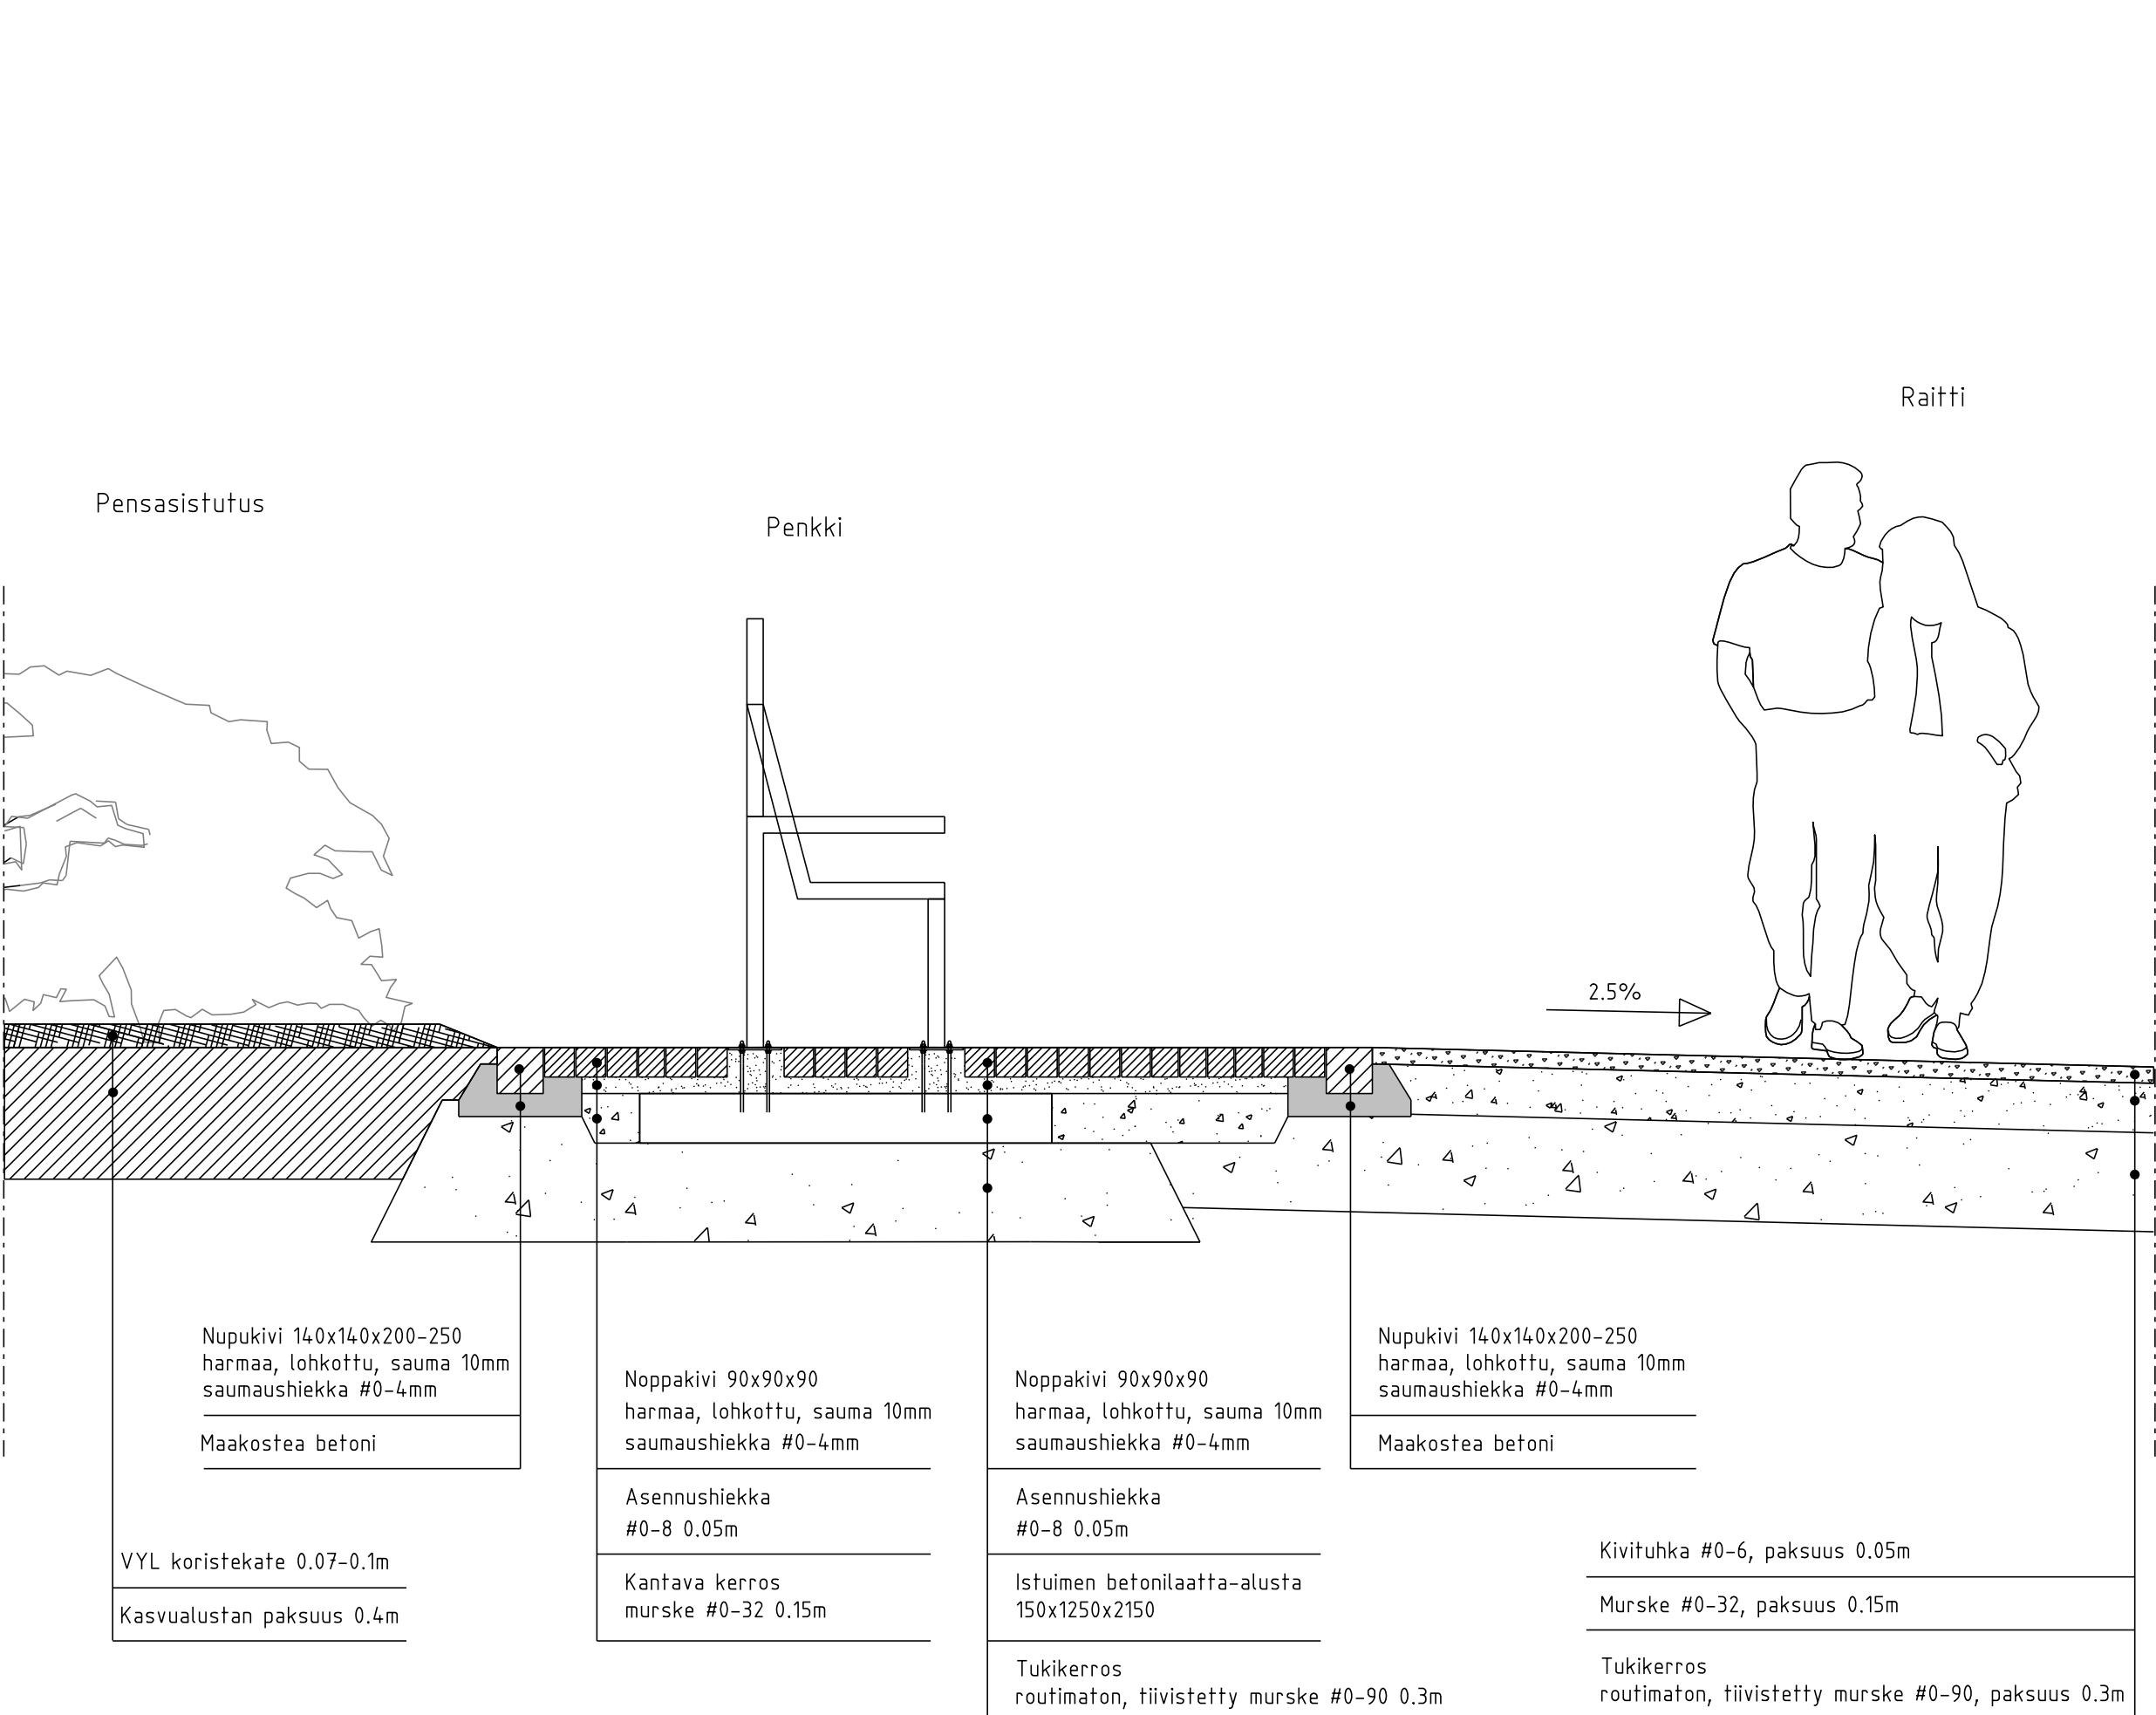 Raitti
Pensasistutus
Penkki
2.5%
Nupukivi 140x140x200-250
harmaa, lohkottu, sauma 10mm
saumaushiekka #0-4mm
Maakostea betoni
VYL koristekate 0.07-0.1m
Kasvualustan paksuus 0.4m
Noppakivi 90x90x90
harmaa, lohkottu, sauma 10mm
saumaushiekka #0-4mm
Asennushiekka
#0-8 0.05m
Kantava kerros
murske #0-32 0.15m
Noppakivi 90x90x90
harmaa, lohkottu, sauma 10mm
saumaushiekka #0-4mm
Asennushiekka
#0-8 0.05m
Istuimen betonilaatta-alusta
150x1250x2150
Tukikerros
routimaton, tiivistetty murske #0-90 0.3m
Nupukivi 140x140x200-250
harmaa, lohkottu, sauma 10mm
saumaushiekka #0-4mm
Maakostea betoni
Kivituhka #0-6, paksuus 0.05m
Murske #0-32, paksuus 0.15m
Tukikerros
routimaton, tiivistetty murske #0-90, paksuus 0.3m